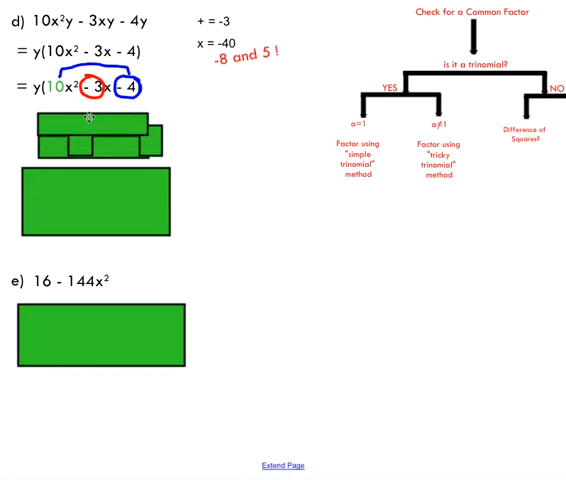 d) 10x²y - 3xy - 4y
= y(10x² - 3x - 4)
= y(10x² - 3x - 4)
+ = -3
x = -40
-8 and 5 !
e) 16 - 144x²
Check for a Common Factor
is it a trinomial?
YES
NO
a=1
a≠1
Factor using
"simple
trinomial"
method
Factor using
"tricky
trinomial"
method
Difference of
Squares?
Extend Page